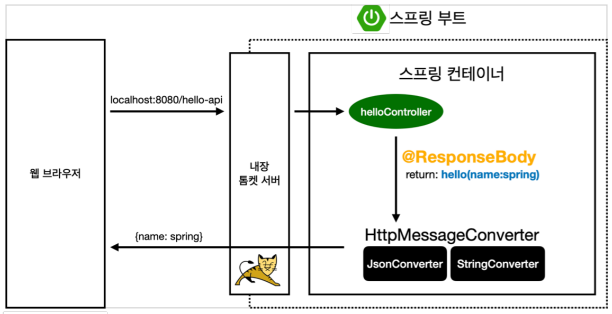 스프링 부트
스프링 컨테이너
localhost:8080/hello-api
helloController
웹 브라우저
내장
톰켓 서버
@ResponseBody
return: hello(name:spring)
{name: spring}
HttpMessageConverter
JsonConverter
StringConverter